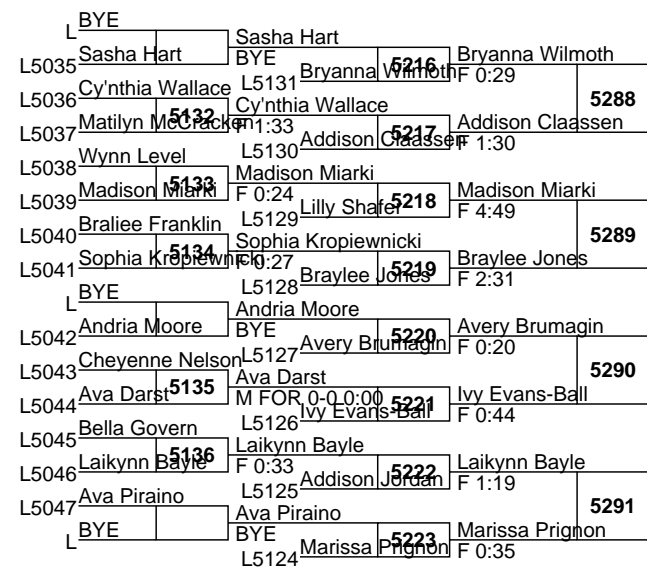 L BYE
L5035 Sasha Hart
L5036 Cy'nthia Wallace
5132
L5037 Matilyn McCracken
L5038 Wynn Level
5133
L5039 Madison Miarki
L5040 Braliee Franklin
5134
L5041 Sophia Kropiewnicki
L BYE
L5042 Andria Moore
L5043 Cheyenne Nelson
5135
L5044 Ava Darst
L5045 Bella Govern
5136
L5046 Laikynn Bayle
L5047 Ava Piraino
L BYE
Sasha Hart
BYE
5216
L5131 Bryanna Wilmoth
Cy'nthia Wallace
F 1:33
5217
L5130 Addison Claassen
Madison Miarki
F 0:24
5218
L5129 Lilly Shafer
Sophia Kropiewnicki
F 0:27
5219
L5128 Braylee Jones
Andria Moore
BYE
5220
L5127 Avery Brumagin
Ava Darst
M FOR 0-0 0:00
5221
L5126 Ivy Evans-Ball
Laikynn Bayle
F 0:33
5222
L5125 Addison Jordan
Ava Piraino
BYE
5223
L5124 Marissa Prignon
Bryanna Wilmoth
F 0:29
5288
Addison Claassen
F 1:30
Madison Miarki
F 4:49
5289
Braylee Jones
F 2:31
Avery Brumagin
F 0:20
5290
Ivy Evans-Ball
F 0:44
Laikynn Bayle
F 1:19
5291
Marissa Prignon
F 0:35